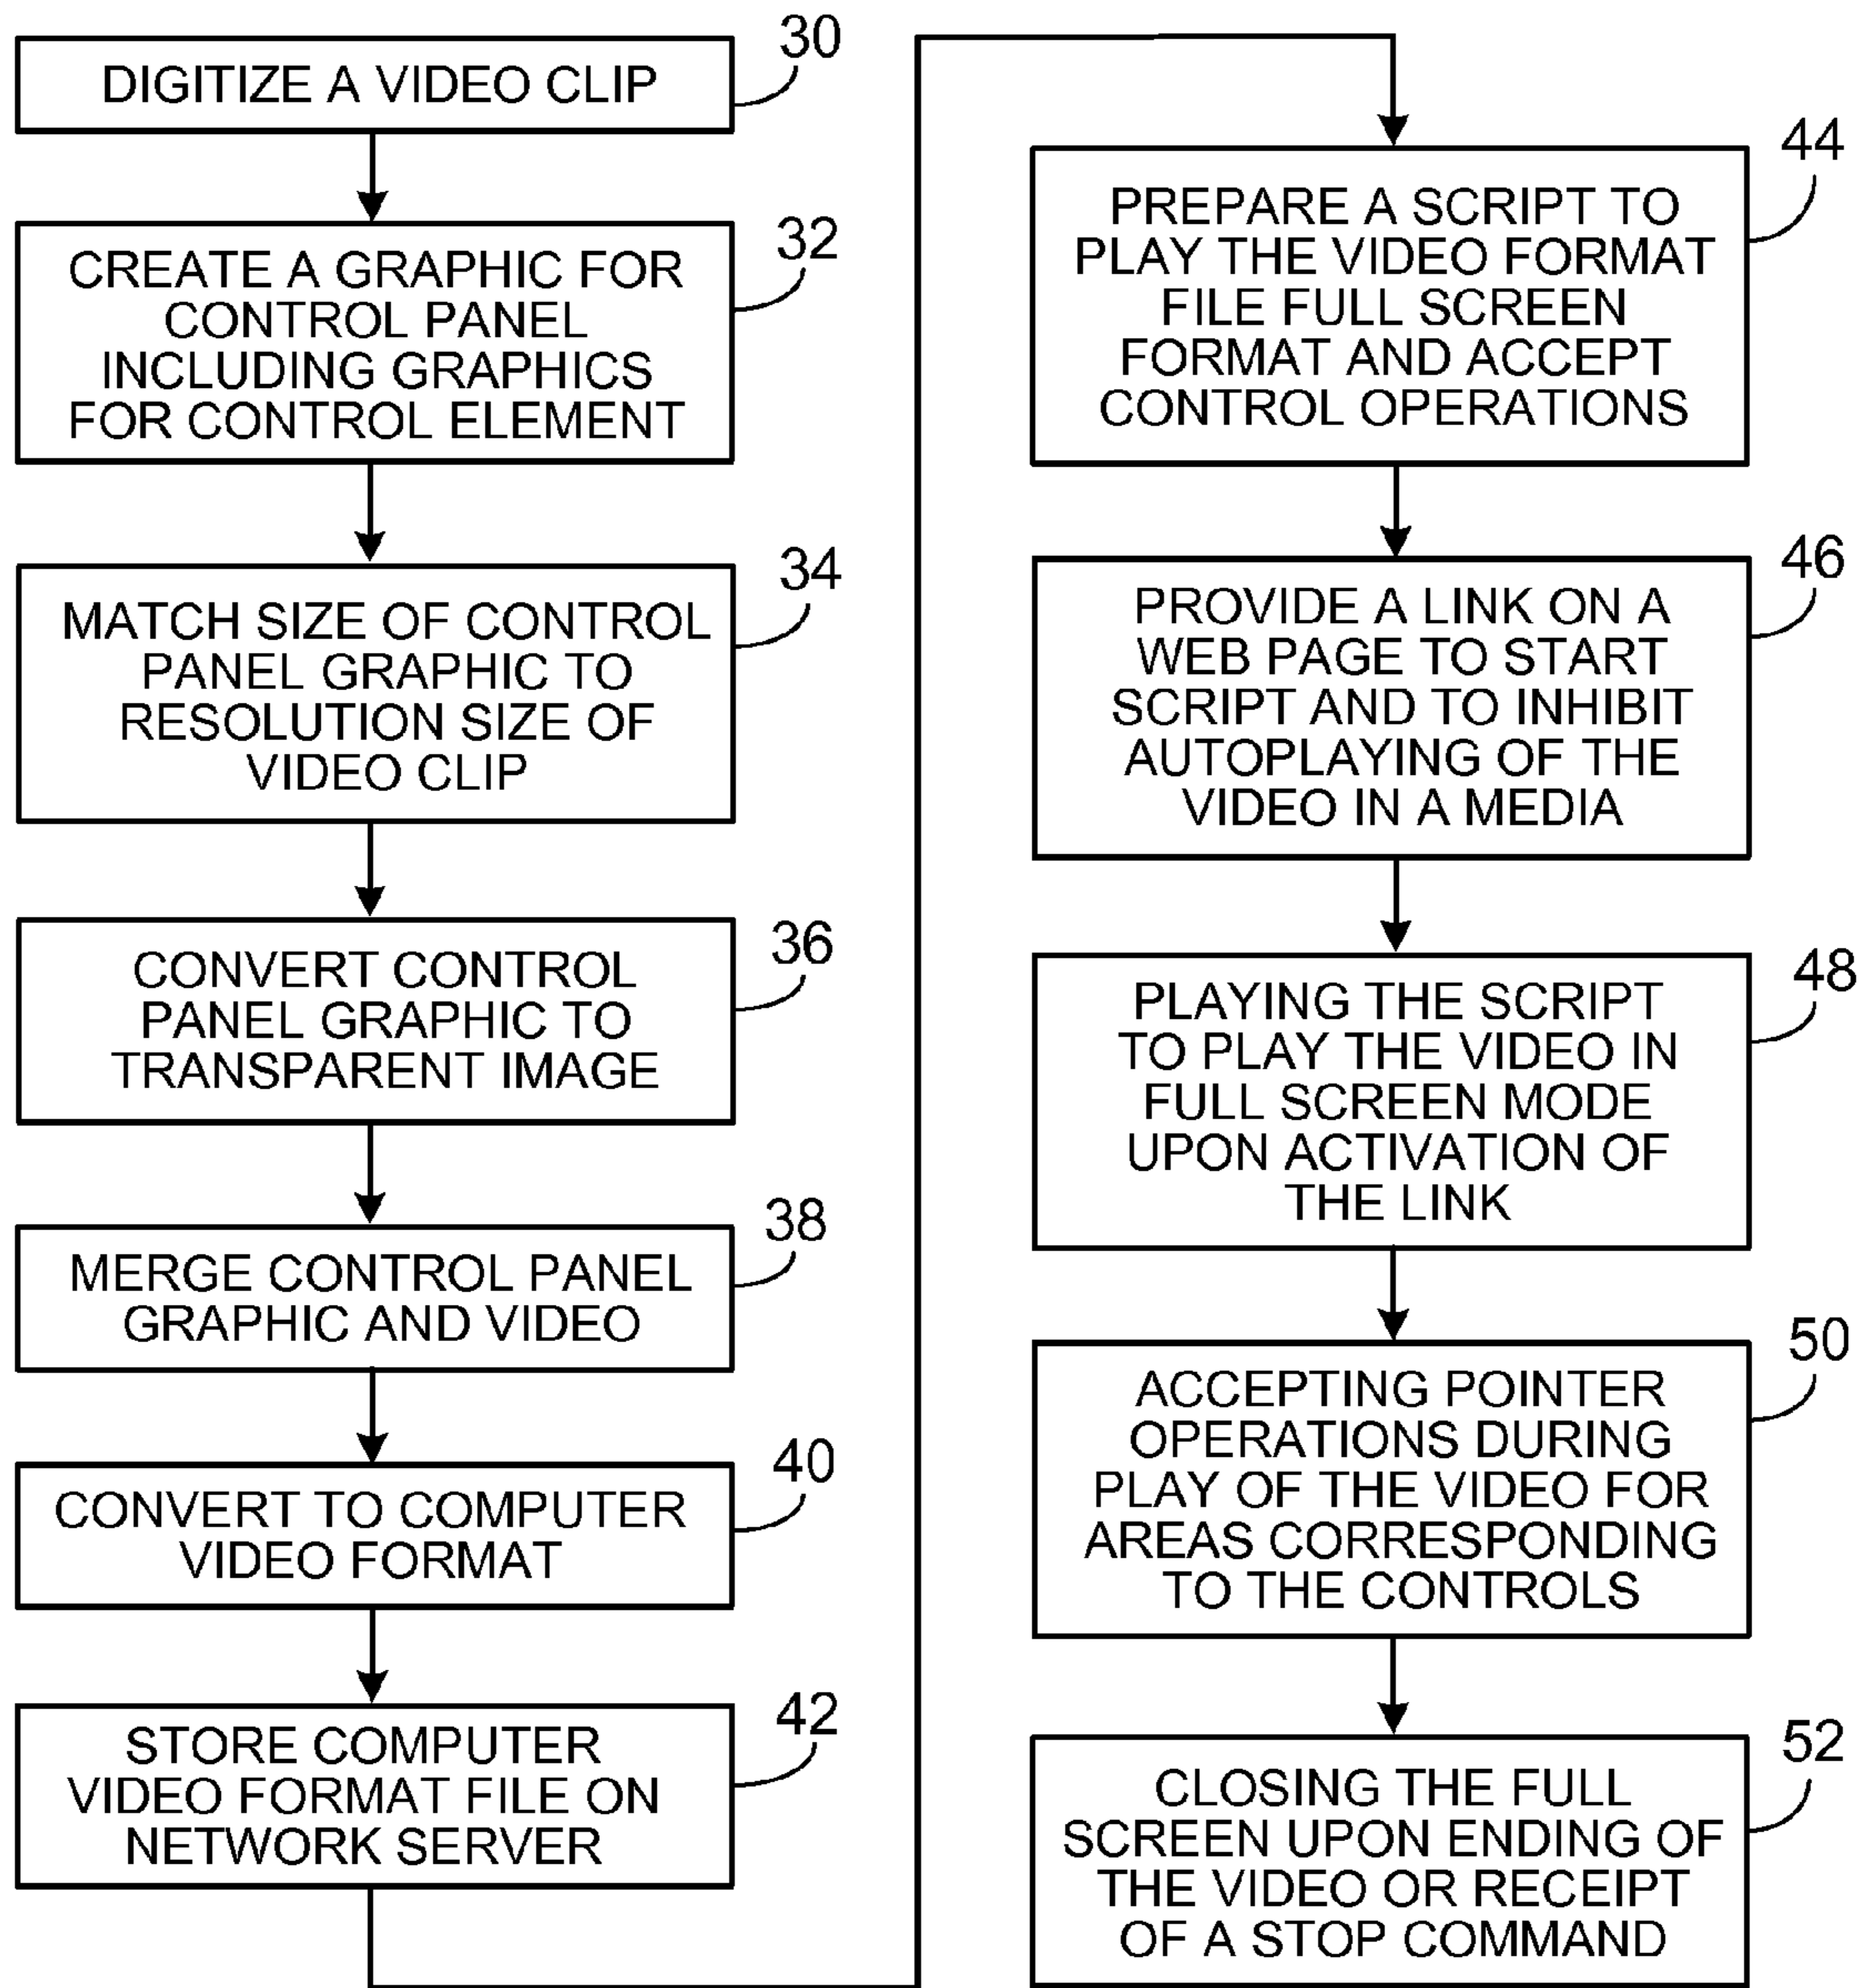 30
DIGITIZE A VIDEO CLIP
32
CREATE A GRAPHIC FOR
CONTROL PANEL
INCLUDING GRAPHICS
FOR CONTROL ELEMENT
34
MATCH SIZE OF CONTROL
PANEL GRAPHIC TO
RESOLUTION SIZE OF
VIDEO CLIP
36
CONVERT CONTROL
PANEL GRAPHIC TO
TRANSPARENT IMAGE
38
MERGE CONTROL PANEL
GRAPHIC AND VIDEO
40
CONVERT TO COMPUTER
VIDEO FORMAT
42
STORE COMPUTER
VIDEO FORMAT FILE ON
NETWORK SERVER
44
PREPARE A SCRIPT TO
PLAY THE VIDEO FORMAT
FILE FULL SCREEN
FORMAT AND ACCEPT
CONTROL OPERATIONS
46
PROVIDE A LINK ON A
WEB PAGE TO START
SCRIPT AND TO INHIBIT
AUTOPLAYING OF THE
VIDEO IN A MEDIA
48
PLAYING THE SCRIPT
TO PLAY THE VIDEO IN
FULL SCREEN MODE
UPON ACTIVATION OF
THE LINK
50
ACCEPTING POINTER
OPERATIONS DURING
PLAY OF THE VIDEO FOR
AREAS CORRESPONDING
TO THE CONTROLS
52
CLOSING THE FULL
SCREEN UPON ENDING OF
THE VIDEO OR RECEIPT
OF A STOP COMMAND